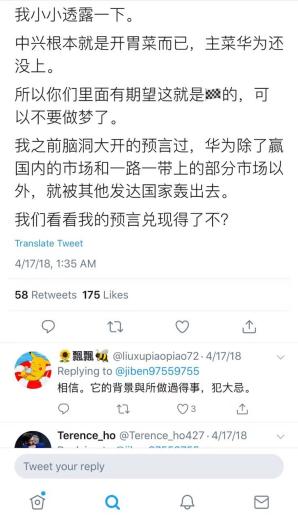 我小小透露一下。
中兴根本就是开胃菜而已，主菜华为还
没上。
所以你们里面有期望这就是🏁的，可
以不要做梦了。
我之前脑洞大开的预言过，华为除了赢
国内的市场和一路一带上的部分市场以
外，就被其他发达国家轰出去。
我们看看我的预言兑现得了不？
Translate Tweet
4/17/18, 1:35 AM
58 Retweets 175 Likes
🌻飄飄🐝 @liuxupiaopiao72 · 4/17/18
Replying to @jiben97559755
相信。它的背景與所做過得事，犯大忌。
3
Terence_ho @Terence_ho427 · 4/17/18
Replying to @jiben97559755
Tweet your reply